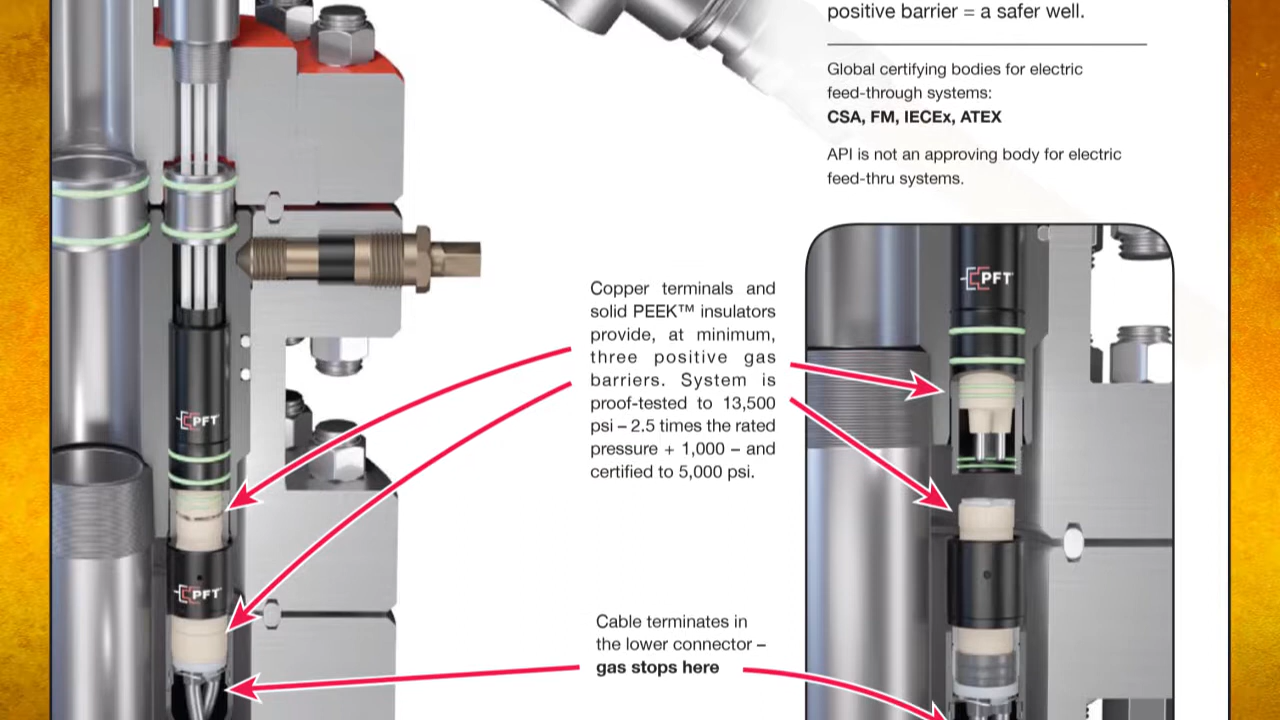 positive barrier = a safer well.
Global certifying bodies for electric
feed-through systems:
CSA, FM, IECEx, ATEX
API is not an approving body for electric
feed-thru systems.
PFT
Copper terminals and
solid PEEK™ insulators
provide, at minimum,
three positive gas
barriers. System is
proof-tested to 13,500
psi – 2.5 times the rated
pressure + 1,000 – and
certified to 5,000 psi.
PFT
PFT
Cable terminates in
the lower connector –
gas stops here